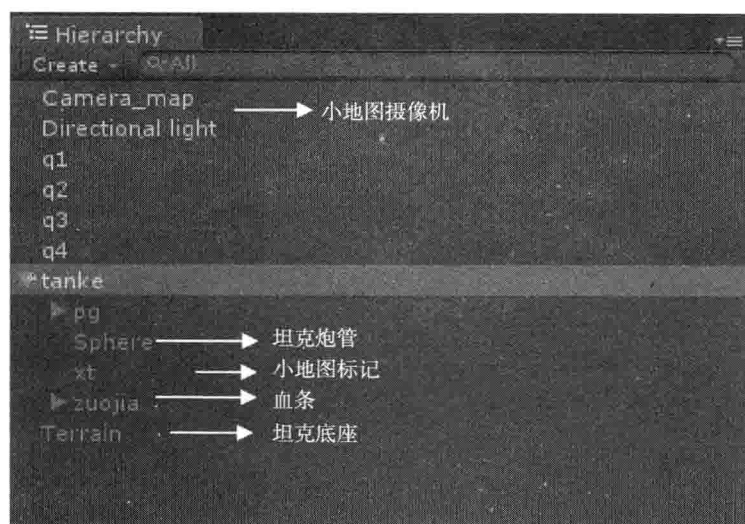 Hierarchy
Create All
Camera_map
小地图摄像机
Directional light
q1
q2
q3
q4
tanke
pg
Sphere 坦克炮管
xt 小地图标记
zuojia 血条
Terrain 坦克底座